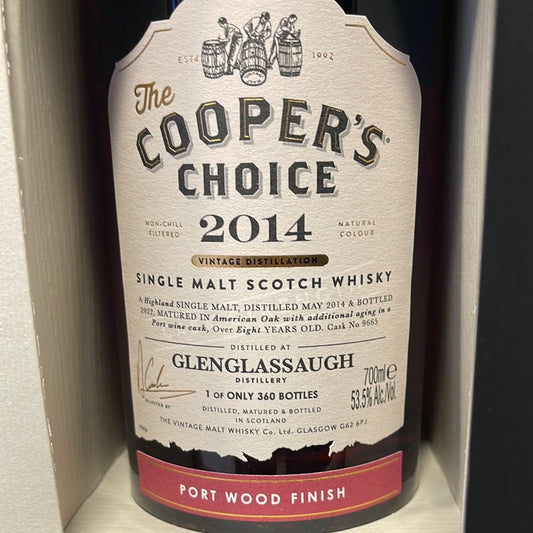 ESTd 1992
The
COOPER'S
CHOICE
NON-CHILL FILTERED
2014
NATURAL COLOUR
VINTAGE DISTILLATION
SINGLE MALT SCOTCH WHISKY
A Highland SINGLE MALT, DISTILLED MAY 2014 & BOTTLED
2022, MATURED IN American Oak with additional aging in a
Port wine cask, Over Eight YEARS OLD. Cask No 9665
DISTILLED AT
GLENGLASSAUGH
DISTILLERY
1 OF ONLY 360 BOTTLES
700ml e
53.5% Alc./Vol.
SELECTED BY
DISTILLED, MATURED & BOTTLED
IN SCOTLAND
THE VINTAGE MALT WHISKY Co. Ltd. GLASGOW G62 6PJ
PORT WOOD FINISH